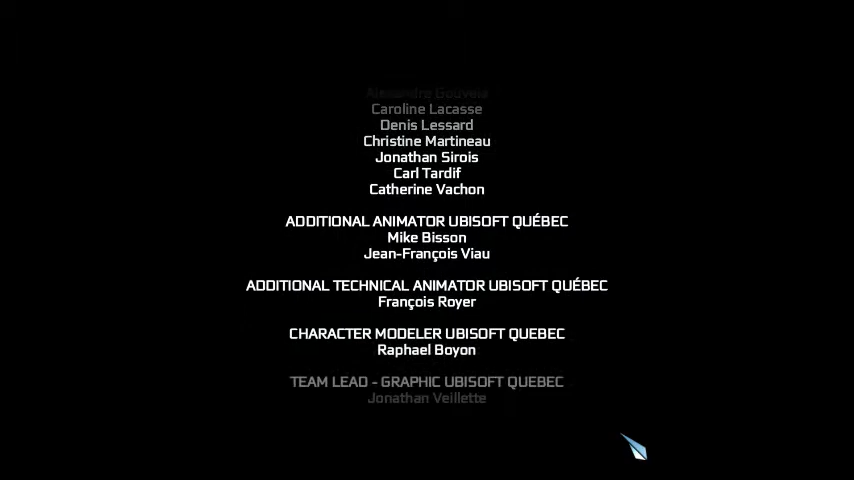 Caroline Lacasse
Denis Lessard
Christine Martineau
Jonathan Sirois
Carl Tardif
Catherine Vachon
ADDITIONAL ANIMATOR UBISOFT QUÉBEC
Mike Bisson
Jean-François Viau
ADDITIONAL TECHNICAL ANIMATOR UBISOFT QUÉBEC
François Royer
CHARACTER MODELER UBISOFT QUEBEC
Raphael Boyon
TEAM LEAD - GRAPHIC UBISOFT QUEBEC
Jonathan Veillette